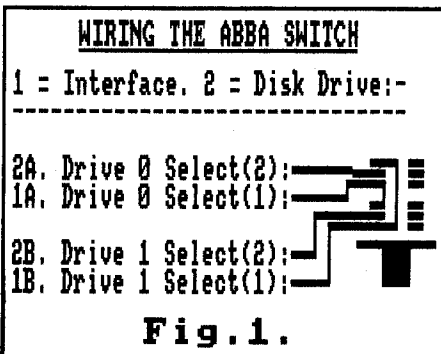 WIRING THE ABBA SWITCH
1 = Interface. 2 = Disk Drive:-
2A. Drive 0 Select(2):
1A. Drive 0 Select(1):
2B. Drive 1 Select(2):
1B. Drive 1 Select(1):
Fig.1.